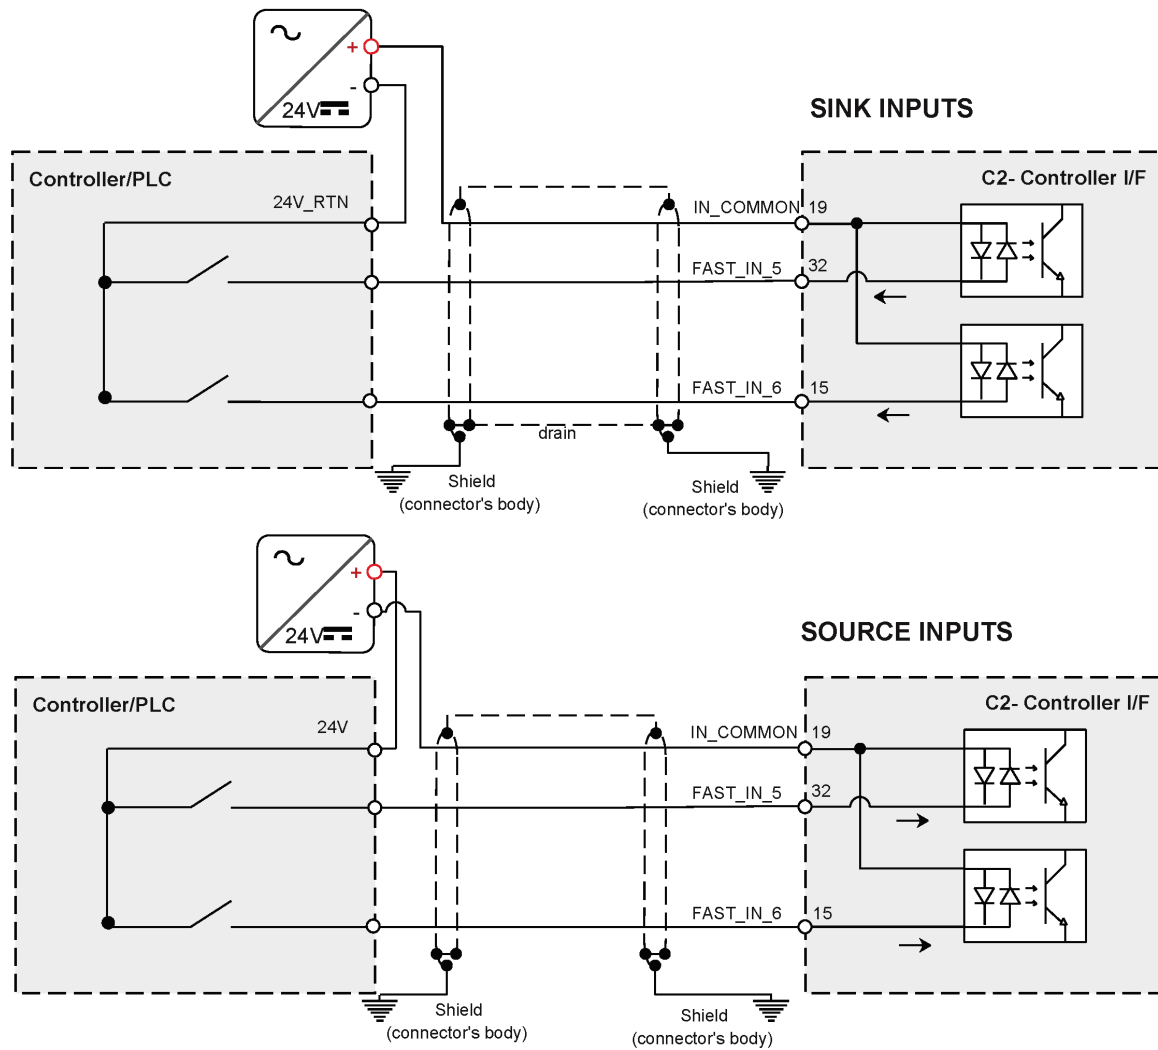 +
-
24V
SINK INPUTS
Controller/PLC
C2- Controller I/F
24V_RTN
IN_COMMON 19
FAST_IN_5 32
FAST_IN_6 15
drain
Shield
(connector's body)
Shield
(connector's body)
+
-
24V
SOURCE INPUTS
Controller/PLC
C2- Controller I/F
24V
IN_COMMON 19
FAST_IN_5 32
FAST_IN_6 15
Shield
(connector's body)
Shield
(connector's body)